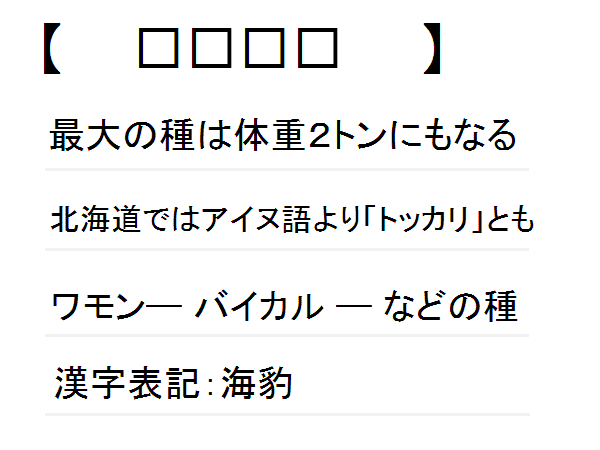 【 □□□□ 】
最大の種は体重２トンにもなる
北海道ではアイヌ語より「トッカリ」とも
ワモン― バイカル ― などの種
漢字表記：海豹